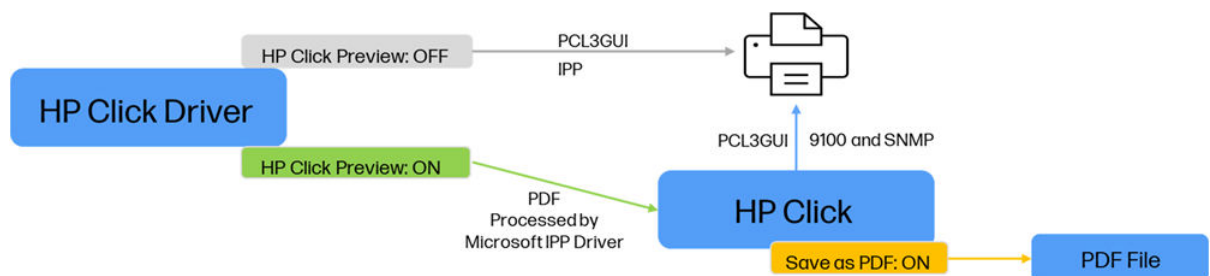 HP Click Preview: OFF
PCL3GUI
IPP
HP Click Driver
PCL3GUI
9100 and SNMP
HP Click Preview: ON
PDF
Processed by
Microsoft IPP Driver
HP Click
Save as PDF: ON
PDF File